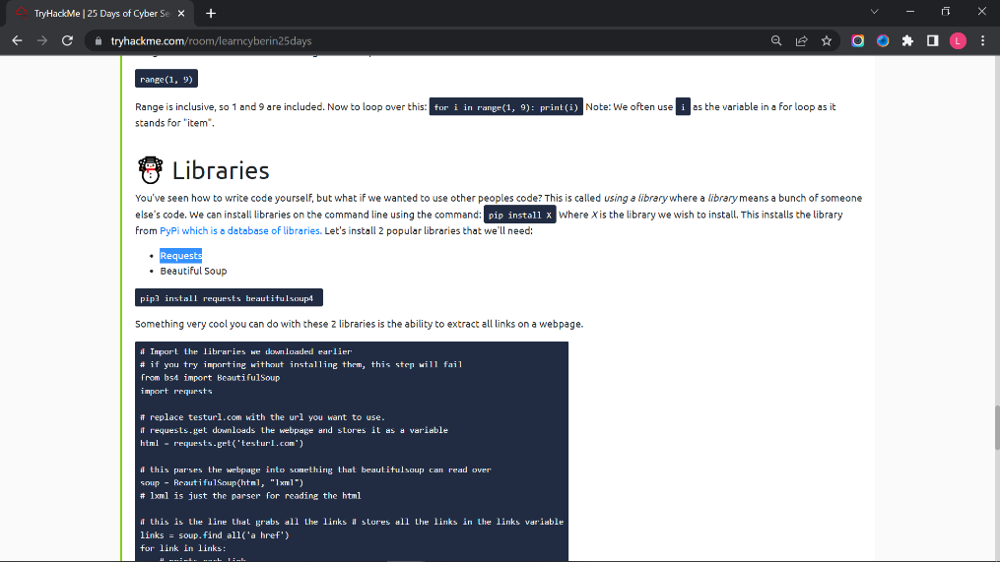 TryHackMe | 25 Days of Cyber Se
tryhackme.com/room/learncyberin25days
L
range(1, 9)
Range is inclusive, so 1 and 9 are included. Now to loop over this: for i in range(1, 9): print(i) Note: We often use i as the variable in a for loop as it
stands for "item".
Libraries
You've seen how to write code yourself, but what if we wanted to use other peoples code? This is called using a library where a library means a bunch of someone
else's code. We can install libraries on the command line using the command: pip install X Where X is the library we wish to install. This installs the library
from PyPi which is a database of libraries. Let's install 2 popular libraries that we'll need:
• Requests
• Beautiful Soup
pip3 install requests beautifulsoup4
Something very cool you can do with these 2 libraries is the ability to extract all links on a webpage.
# Import the libraries we downloaded earlier
# if you try importing without installing them, this step will fail
from bs4 import BeautifulSoup
import requests
# replace testurl.com with the url you want to use.
# requests.get downloads the webpage and stores it as a variable
html = requests.get('testurl.com')
# this parses the webpage into something that beautifulsoup can read over
soup = BeautifulSoup(html, "lxml")
# lxml is just the parser for reading the html
# this is the line that grabs all the links # stores all the links in the links variable
links = soup.find_all('a href')
for link in links:
# prints each link